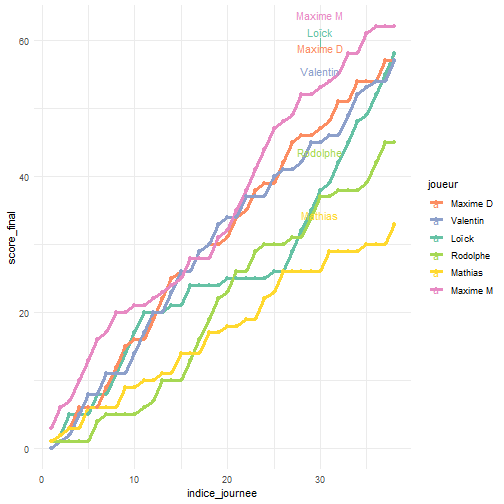 Maxime M
Loïck
Maxime D
Valentin
Rodolphe
Mathias
60
40
20
0
score_final
0
10
20
30
indice_journee
joueur
a Maxime D
a Valentin
a Loïck
a Rodolphe
a Mathias
a Maxime M